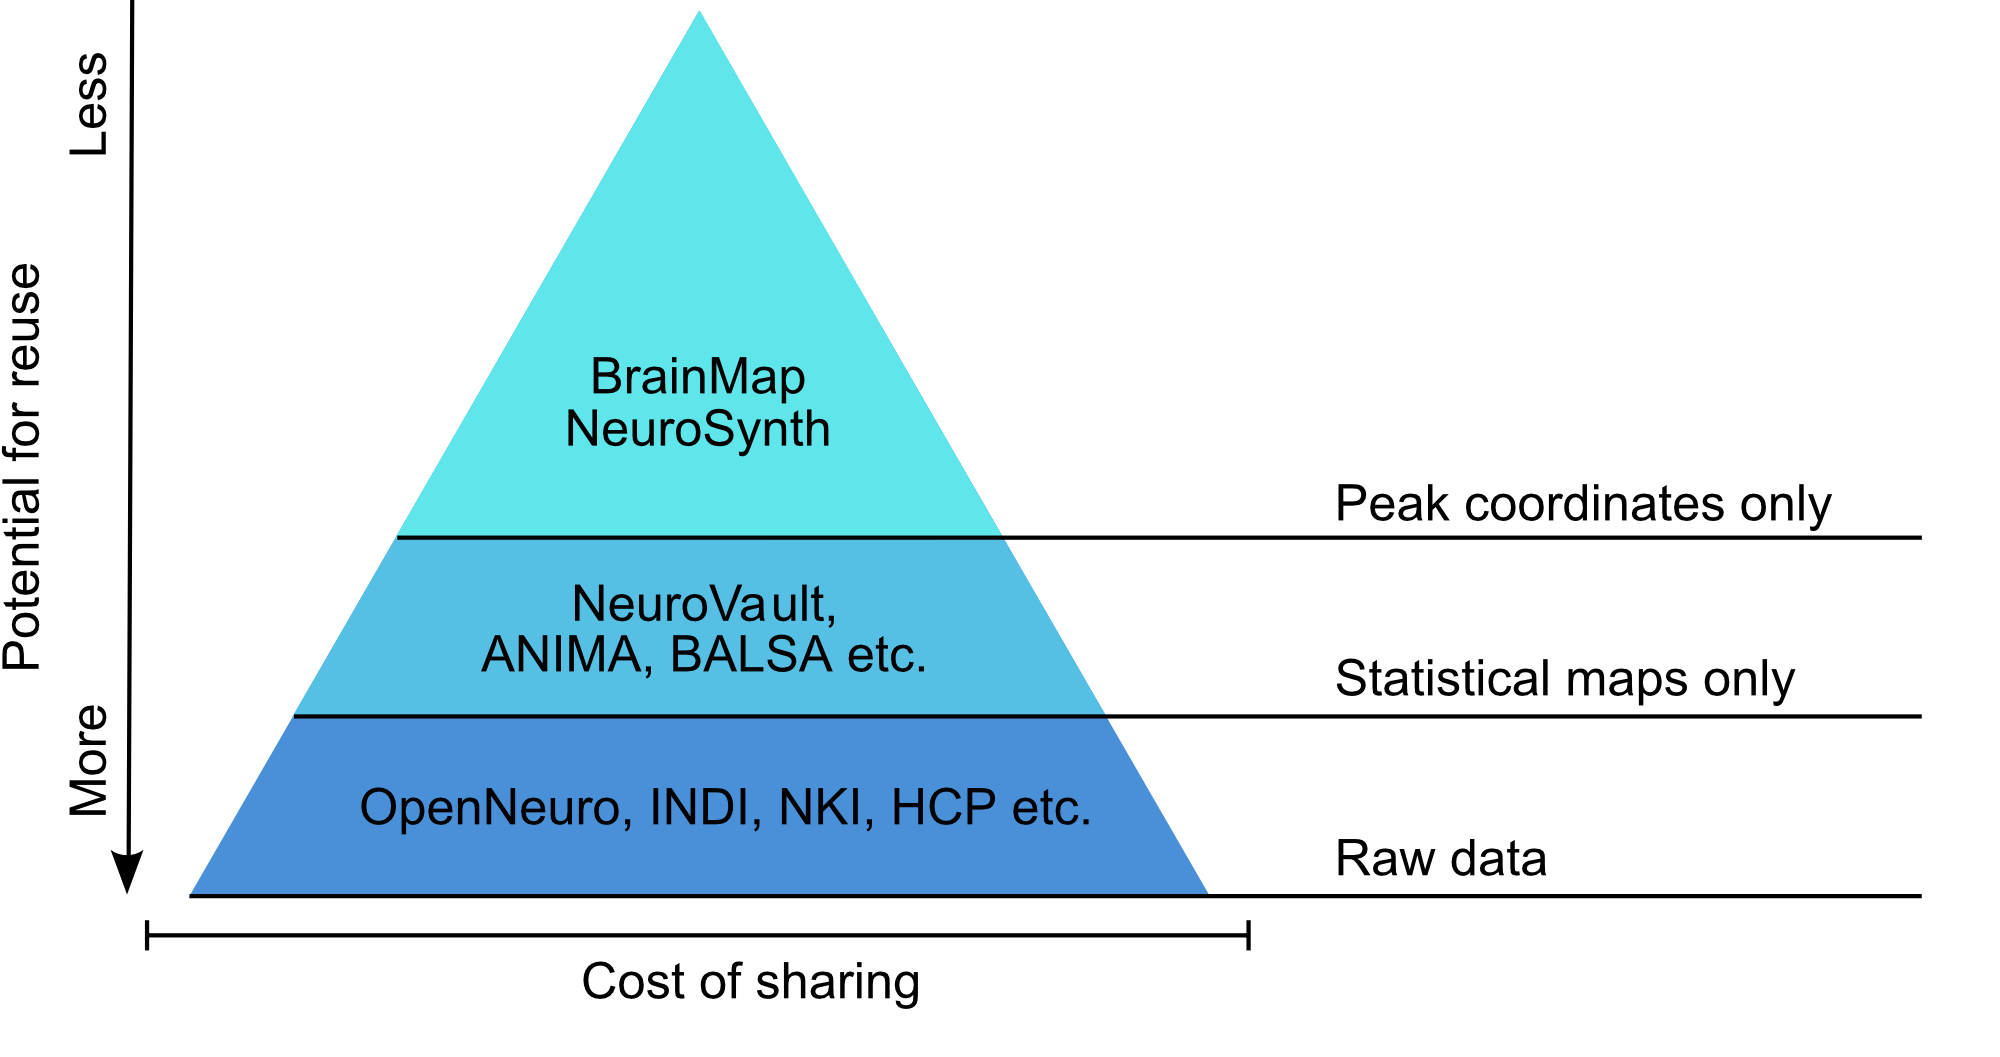 Less
Potential for reuse
More
BrainMap
NeuroSynth
Peak coordinates only
NeuroVault,
ANIMA, BALSA etc.
Statistical maps only
OpenNeuro, INDI, NKI, HCP etc.
Raw data
Cost of sharing